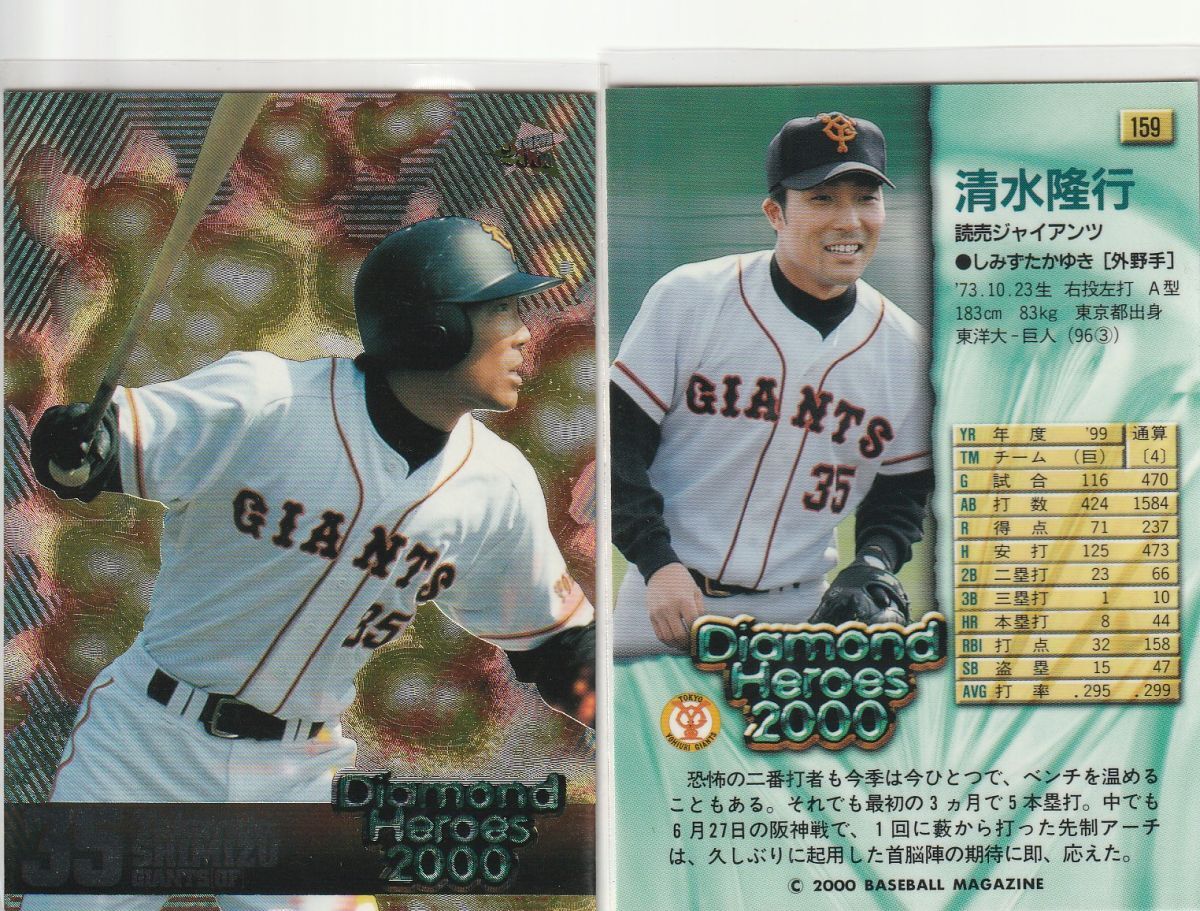 2000
GIANTS
35
35
SHIMIZU
GIANTS OF
Diamond
Heroes
2000
159
清水隆行
読売ジャイアンツ
●しみずたかゆき［外野手］
'73.10.23生 右投左打 A型
183cm 83kg 東京都出身
東洋大-巨人（96③）
GIANTS
35
YR 年度 '99 通算
TM チーム （巨） 〔4〕
G 試合 116 470
AB 打数 424 1584
R 得点 71 237
H 安打 125 473
2B 二塁打 23 66
3B 三塁打 1 10
HR 本塁打 8 44
RBI 打点 32 158
SB 盗塁 15 47
AVG 打率 .295 .299
Diamond
Heroes
2000
TOKYO
YOMIURI GIANTS
恐怖の二番打者も今季は今ひとつで、ベンチを温める
こともある。それでも最初の3ヵ月で5本塁打。中でも
6月27日の阪神戦で、1回に藪から打った先制アーチ
は、久しぶりに起用した首脳陣の期待に即、応えた。
© 2000 BASEBALL MAGAZINE